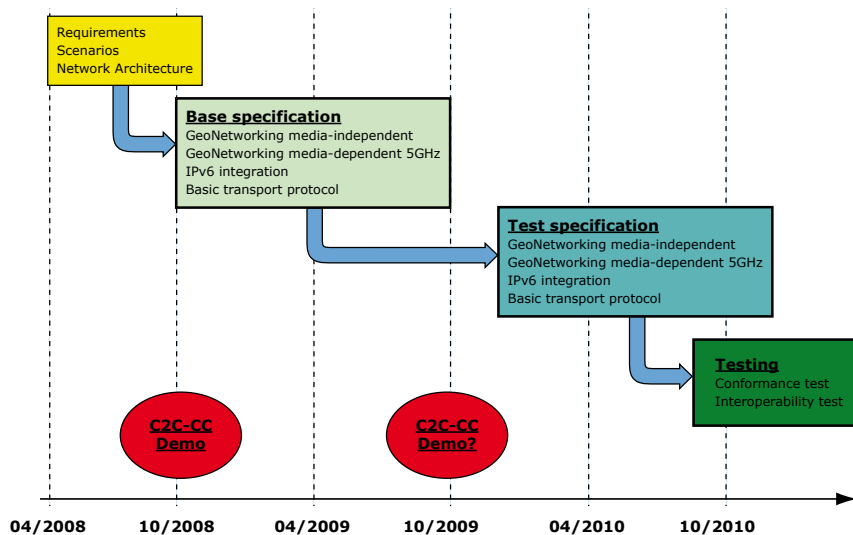 Requirements
Scenarios
Network Architecture
Base specification
GeoNetworking media-independent
GeoNetworking media-dependent 5GHz
IPv6 integration
Basic transport protocol
Test specification
GeoNetworking media-independent
GeoNetworking media-dependent 5GHz
IPv6 integration
Basic transport protocol
Testing
Conformance test
Interoperability test
C2C-CC
Demo
C2C-CC
Demo?
04/2008 10/2008 04/2009 10/2009 04/2010 10/2010